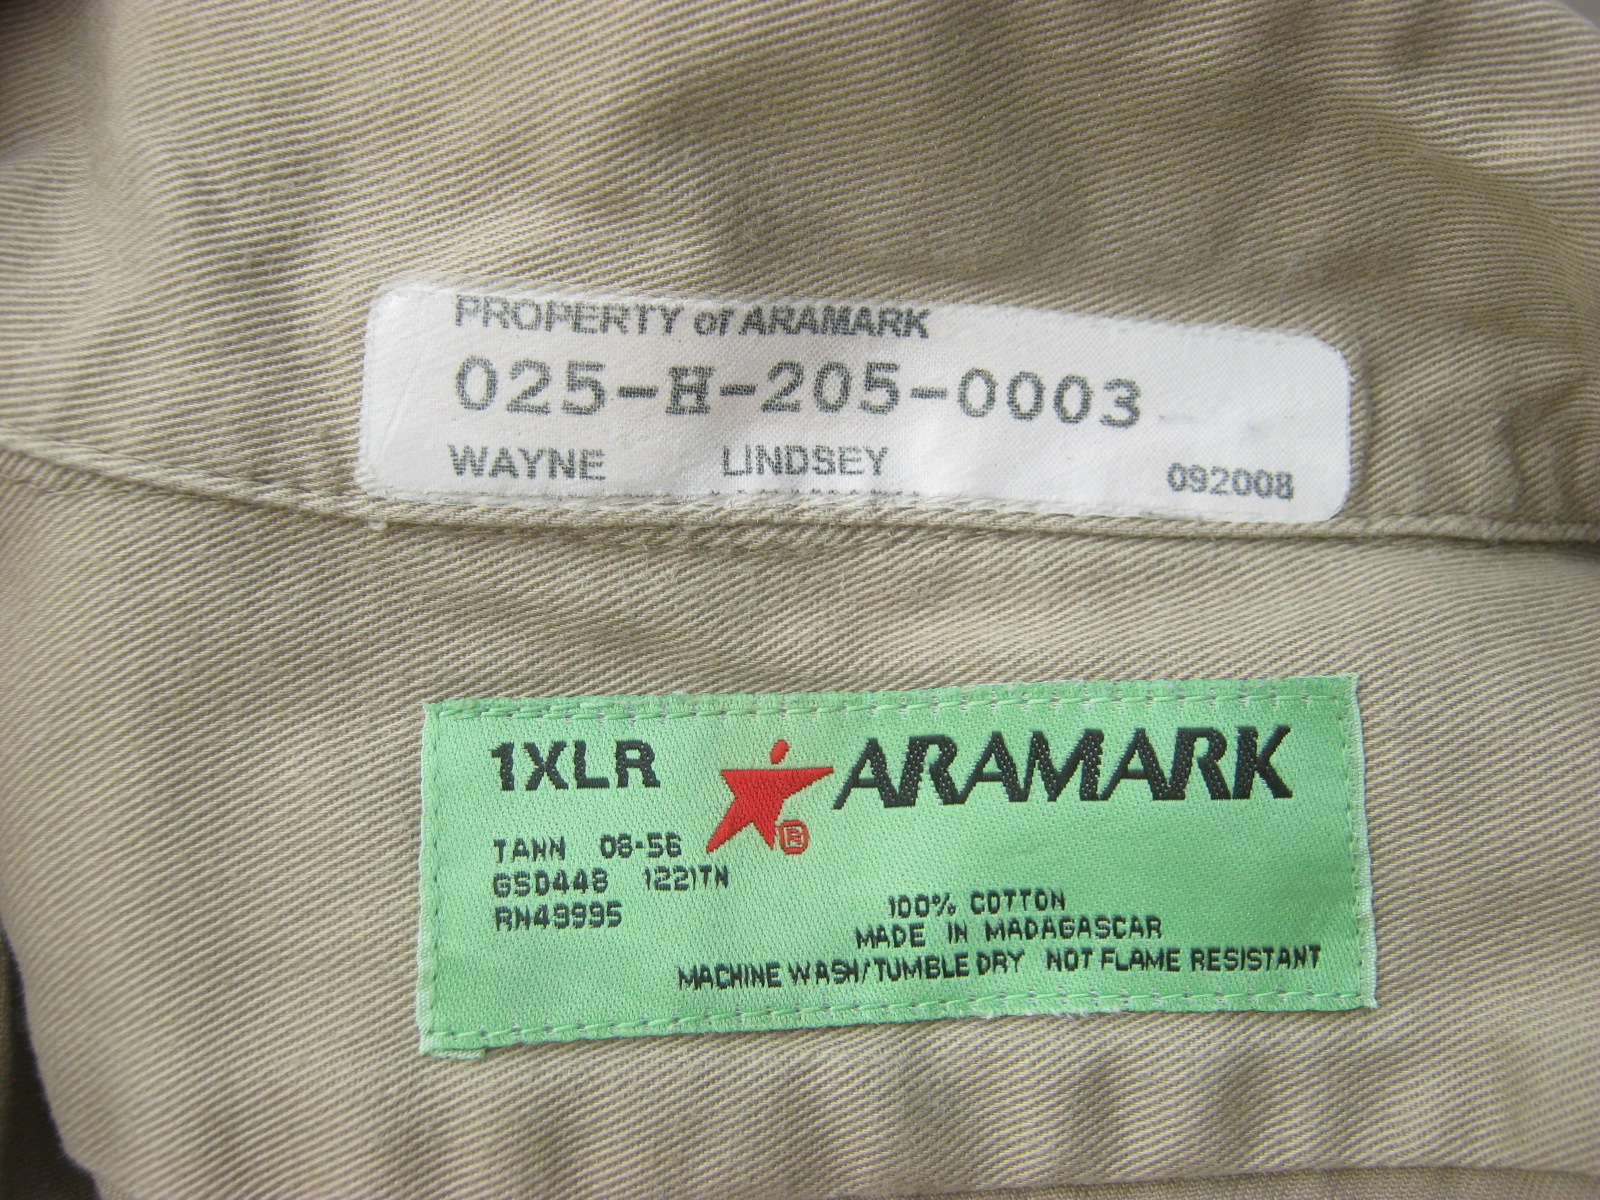 PROPERTY of ARAMARK
025-H-205-0003
WAYNE LINDSEY 092008
1XLR ARAMARK
®
TANN 08-56
GSD448 1221TN
RN49995
100% COTTON
MADE IN MADAGASCAR
MACHINE WASH/TUMBLE DRY NOT FLAME RESISTANT